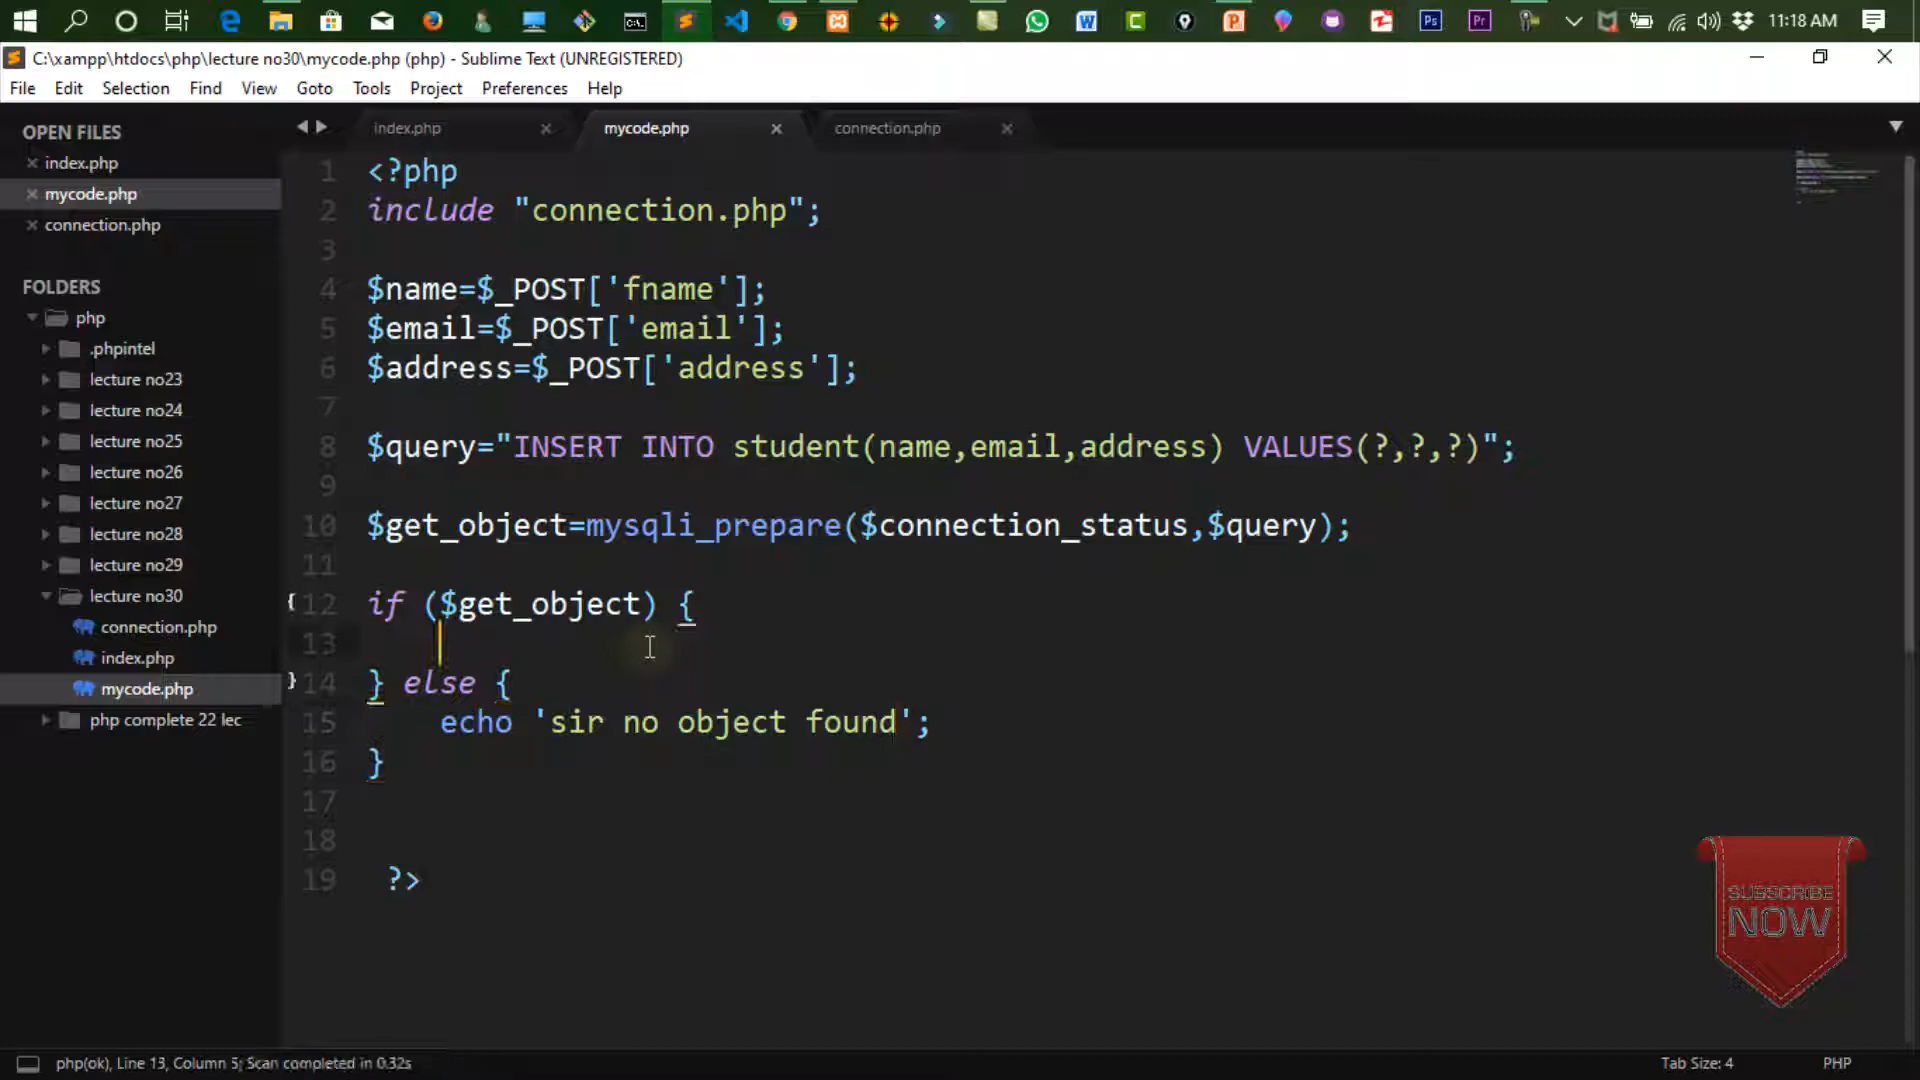 11:18 AM
C:\xampp\htdocs\php\lecture no30\mycode.php (php) - Sublime Text (UNREGISTERED)
File Edit Selection Find View Goto Tools Project Preferences Help
OPEN FILES
index.php
mycode.php
connection.php
FOLDERS
php
.phpintel
lecture no23
lecture no24
lecture no25
lecture no26
lecture no27
lecture no28
lecture no29
lecture no30
connection.php
index.php
mycode.php
php complete 22 lec
index.php mycode.php connection.php
1 <?php
2 include "connection.php";
3
4 $name=$_POST['fname'];
5 $email=$_POST['email'];
6 $address=$_POST['address'];
7
8 $query="INSERT INTO student(name,email,address) VALUES(?,?,?)";
9
10 $get_object=mysqli_prepare($connection_status,$query);
11
12 if ($get_object) {
13
14 } else {
15 echo 'sir no object found';
16 }
17
18
19 ?>
SUBSCRIBE
NOW
php(ok), Line 13, Column 5; Scan completed in 0.32s
Tab Size: 4
PHP